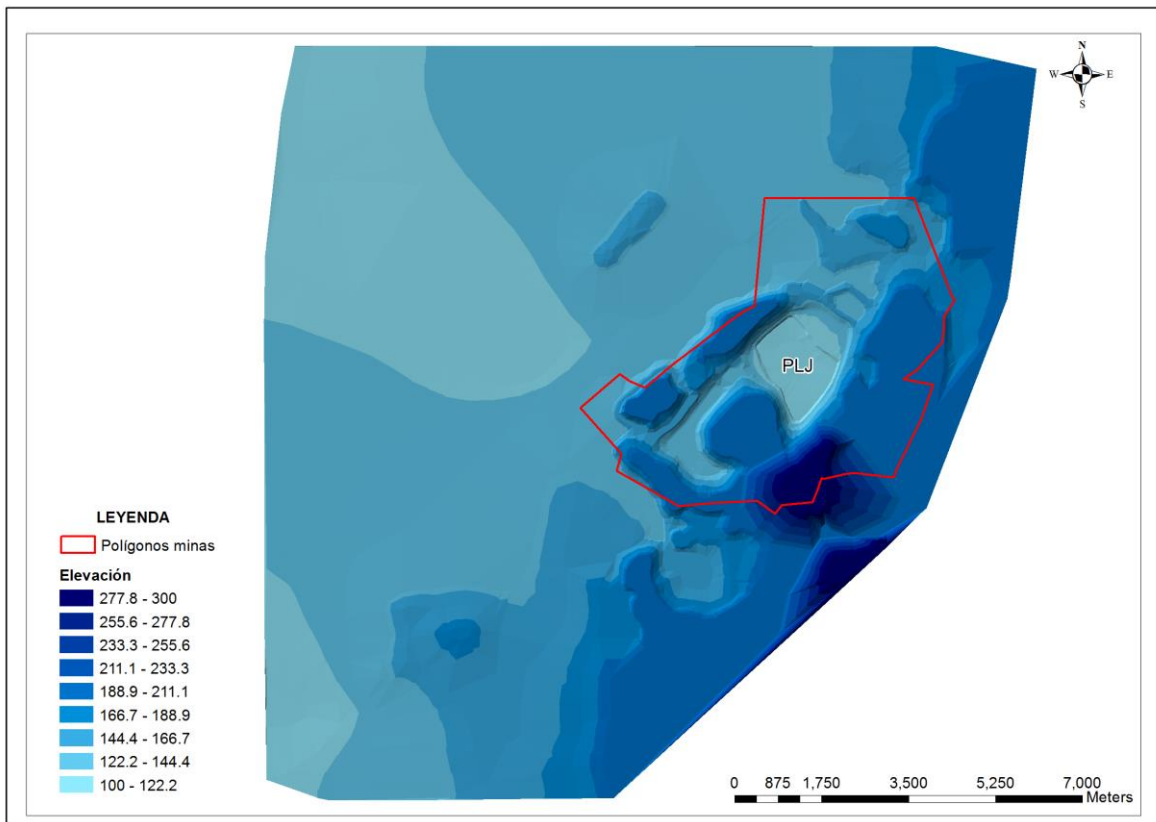 N
W E
S
PLJ
LEYENDA
Polígonos minas
Elevación
277.8 - 300
255.6 - 277.8
233.3 - 255.6
211.1 - 233.3
188.9 - 211.1
166.7 - 188.9
144.4 - 166.7
122.2 - 144.4
100 - 122.2
0 875 1,750 3,500 5,250 7,000
Meters